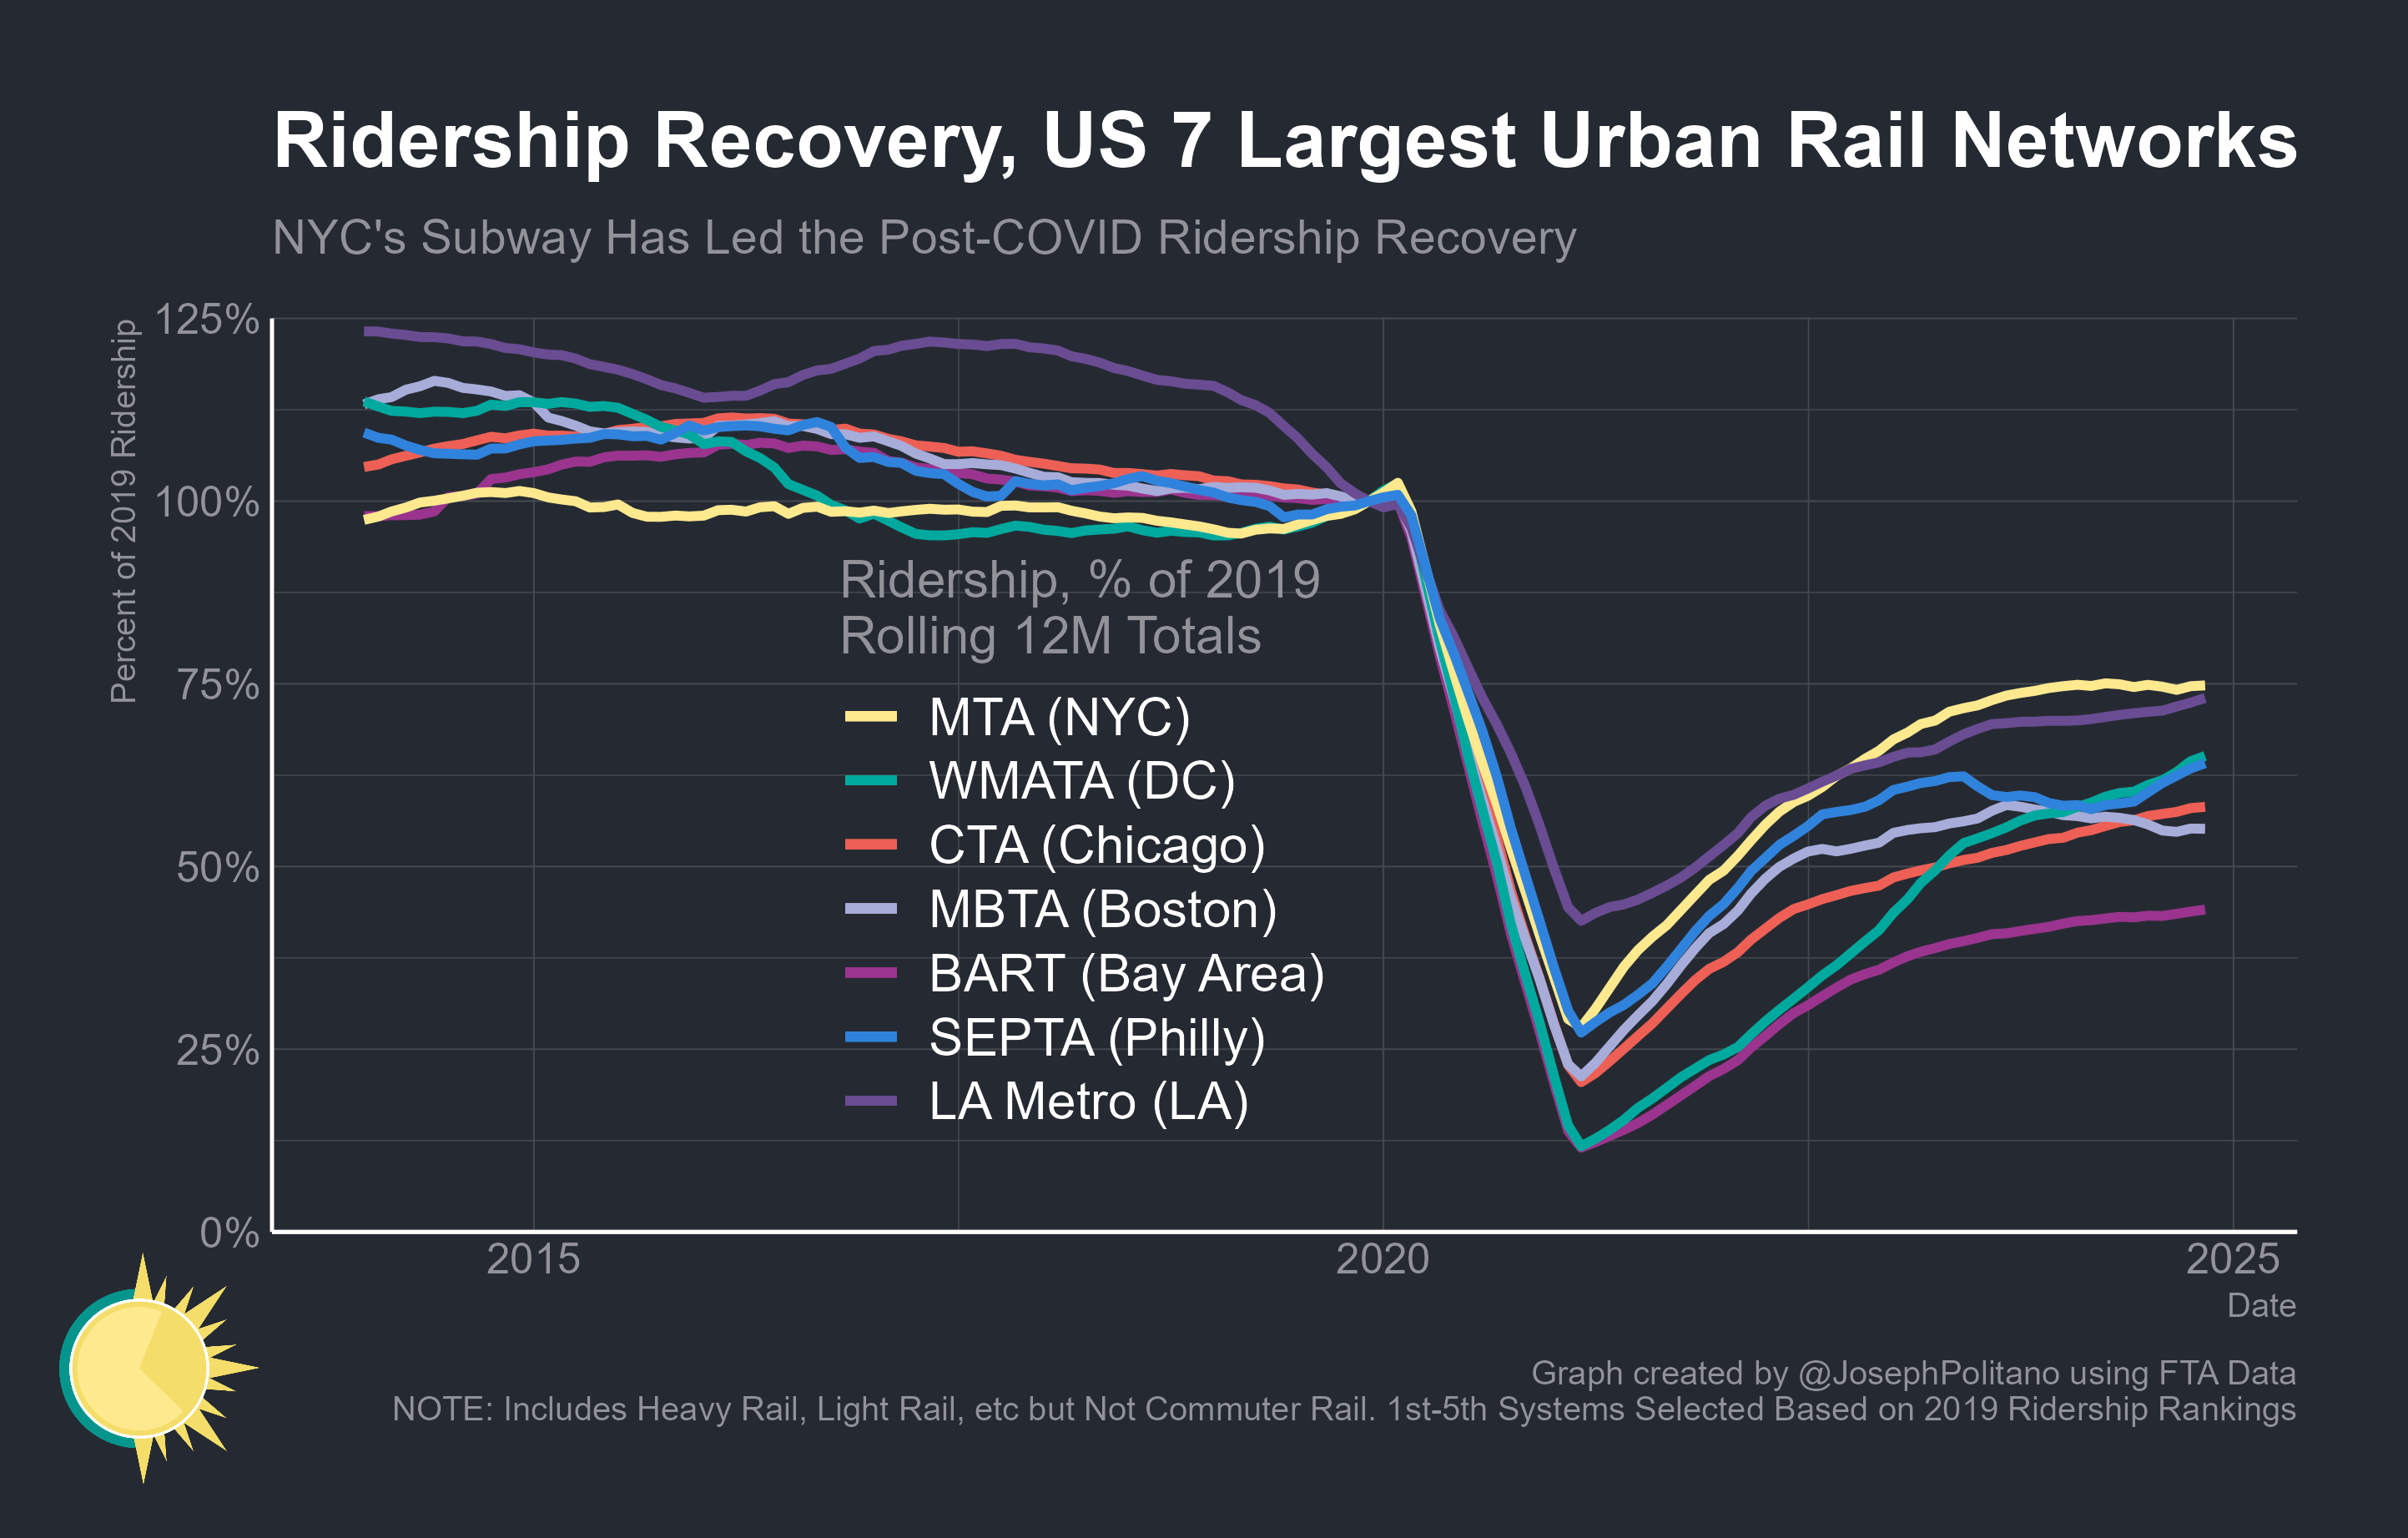 Ridership Recovery, US 7 Largest Urban Rail Networks
NYC's Subway Has Led the Post-COVID Ridership Recovery
Percent of 2019 Ridership
125%
100%
75%
50%
25%
0%
Ridership, % of 2019
Rolling 12M Totals
MTA (NYC)
WMATA (DC)
CTA (Chicago)
MBTA (Boston)
BART (Bay Area)
SEPTA (Philly)
LA Metro (LA)
2015
2020
2025
Date
Graph created by @JosephPolitano using FTA Data
NOTE: Includes Heavy Rail, Light Rail, etc but Not Commuter Rail. 1st-5th Systems Selected Based on 2019 Ridership Rankings